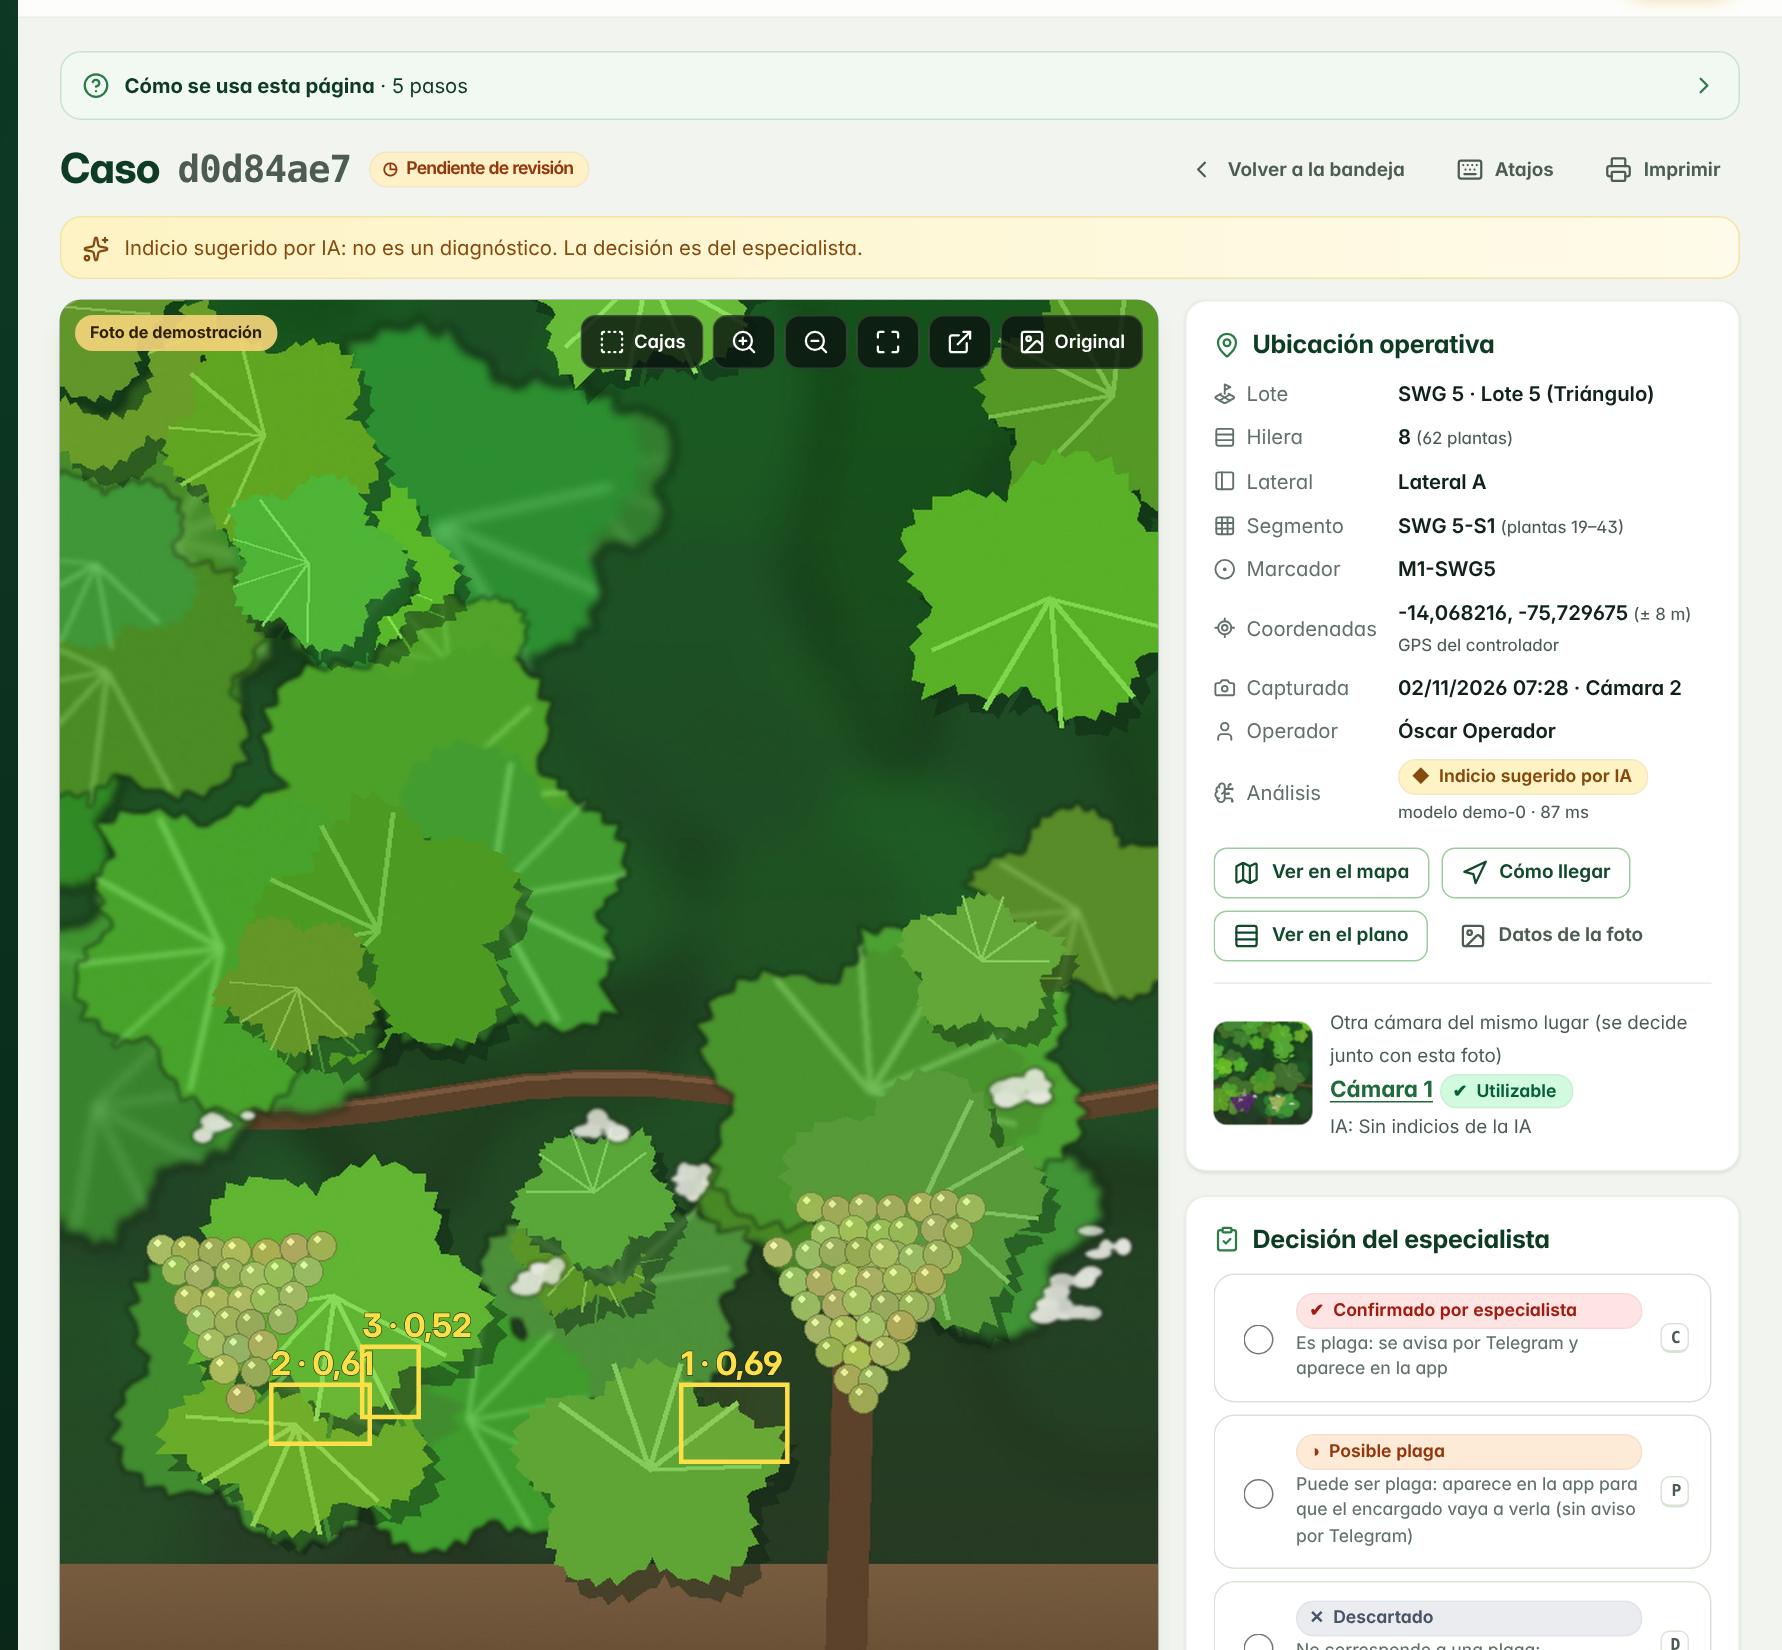 Cómo se usa esta página · 5 pasos
Caso d0d84ae7 Pendiente de revisión
Volver a la bandeja Atajos Imprimir
Indicio sugerido por IA: no es un diagnóstico. La decisión es del especialista.
Foto de demostración
Cajas Original
3 · 0,52
2 · 0,61
1 · 0,69
Ubicación operativa
Lote SWG 5 · Lote 5 (Triángulo)
Hilera 8 (62 plantas)
Lateral Lateral A
Segmento SWG 5-S1 (plantas 19–43)
Marcador M1-SWG5
Coordenadas -14,068216, -75,729675 (± 8 m)
GPS del controlador
Capturada 02/11/2026 07:28 · Cámara 2
Operador Óscar Operador
Análisis ◆ Indicio sugerido por IA
modelo demo-0 · 87 ms
Ver en el mapa Cómo llegar
Ver en el plano Datos de la foto
Otra cámara del mismo lugar (se decide
junto con esta foto)
Cámara 1 ✔ Utilizable
IA: Sin indicios de la IA
Decisión del especialista
✔ Confirmado por especialista
Es plaga: se avisa por Telegram y
aparece en la app
C
Posible plaga
Puede ser plaga: aparece en la app para
que el encargado vaya a verla (sin aviso
por Telegram)
P
✕ Descartado
No corresponde a una plaga:
D